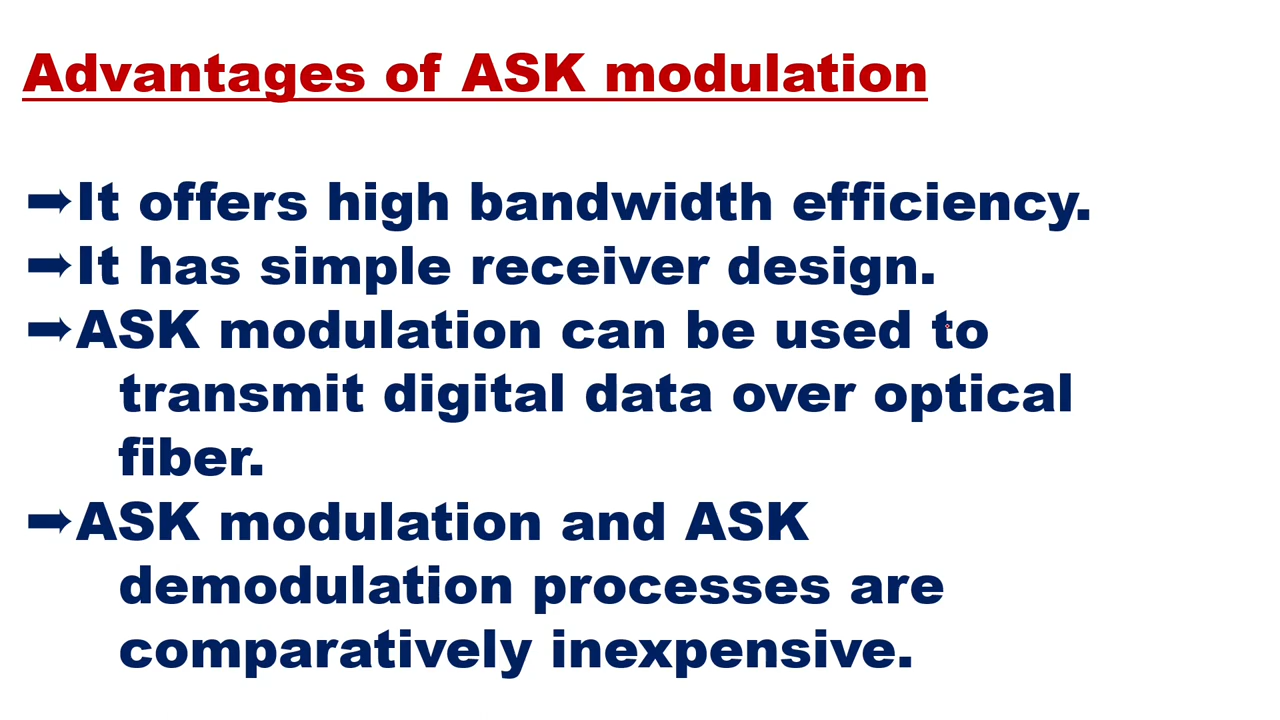 Advantages of ASK modulation
➡It offers high bandwidth efficiency.
➡It has simple receiver design.
➡ASK modulation can be used to
transmit digital data over optical
fiber.
➡ASK modulation and ASK
demodulation processes are
comparatively inexpensive.